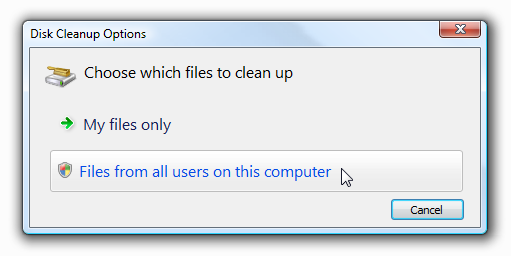 Disk Cleanup Options
Choose which files to clean up
My files only
Files from all users on this computer
Cancel